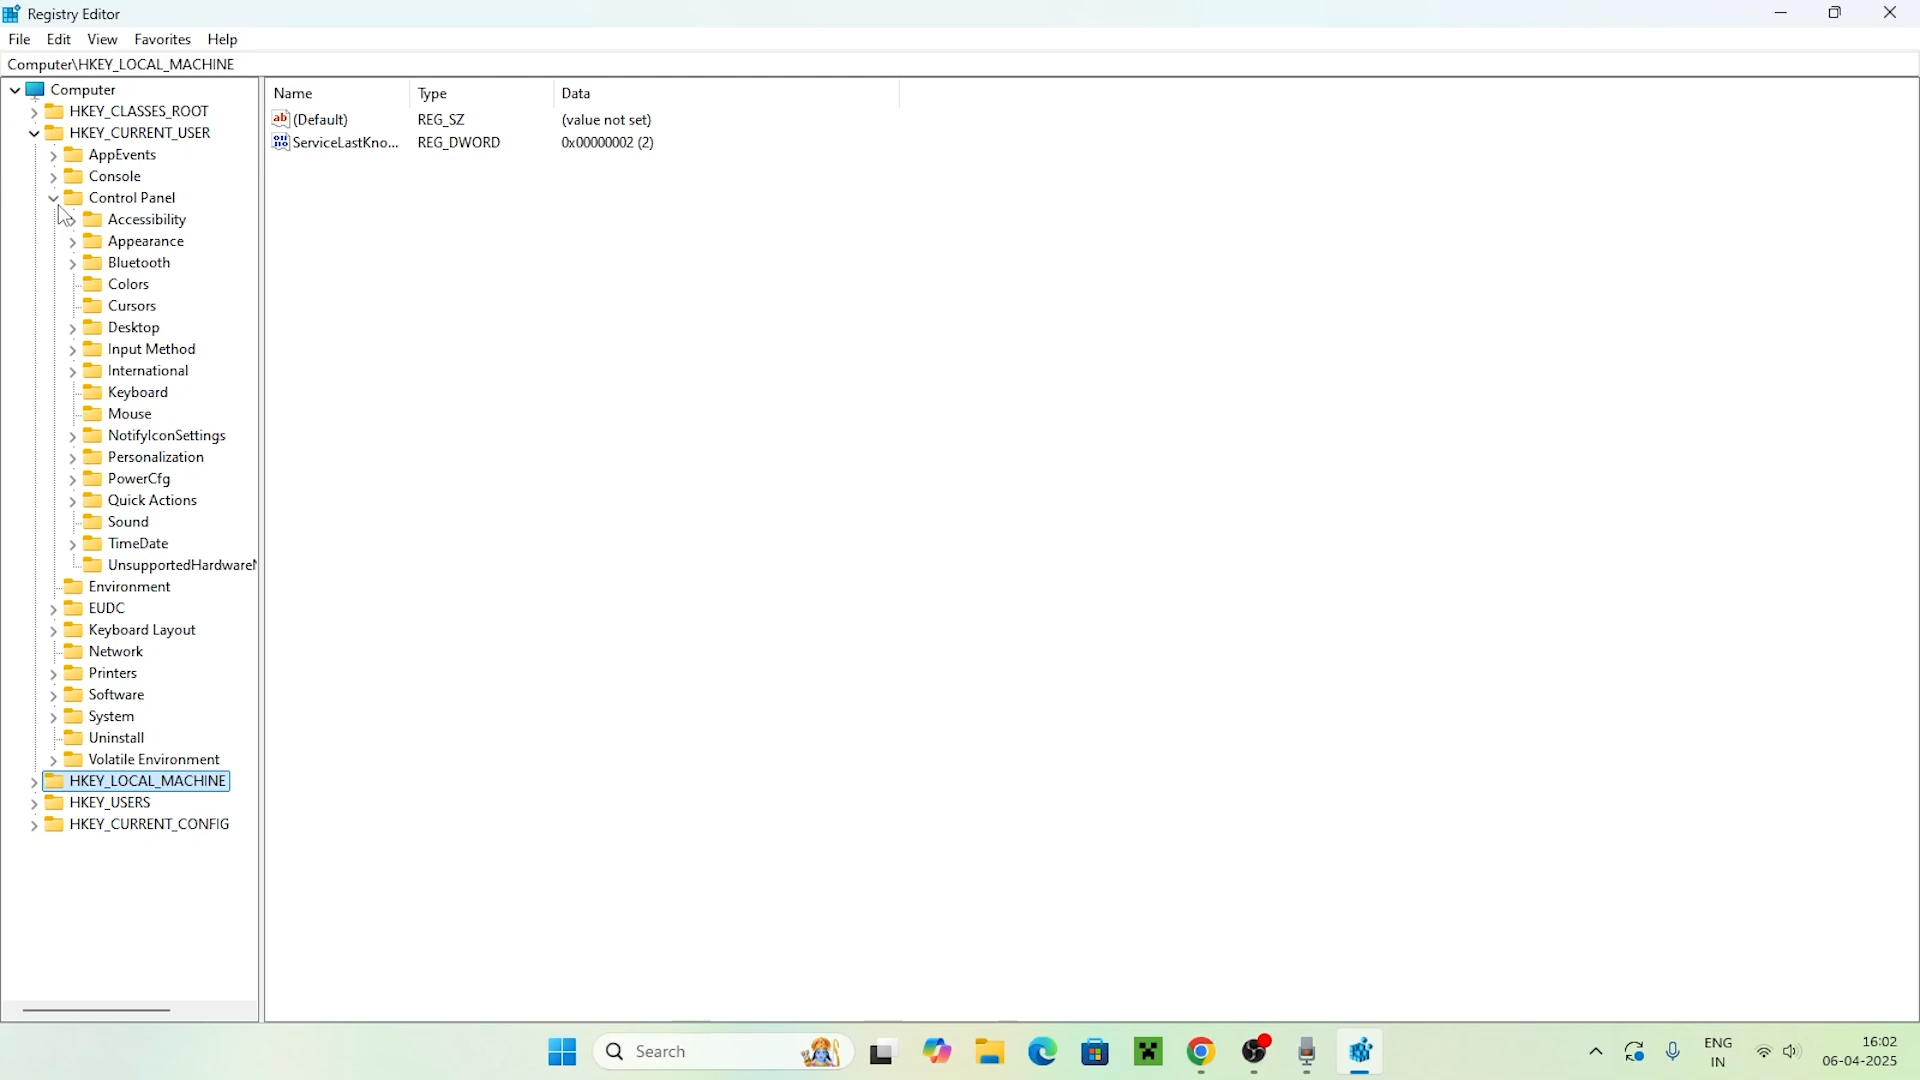 Registry Editor
File Edit View Favorites Help
Computer\HKEY_LOCAL_MACHINE
Computer
HKEY_CLASSES_ROOT
HKEY_CURRENT_USER
AppEvents
Console
Control Panel
Accessibility
Appearance
Bluetooth
Colors
Cursors
Desktop
Input Method
International
Keyboard
Mouse
NotifyIconSettings
Personalization
PowerCfg
Quick Actions
Sound
TimeDate
UnsupportedHardwareN
Environment
EUDC
Keyboard Layout
Network
Printers
Software
System
Uninstall
Volatile Environment
HKEY_LOCAL_MACHINE
HKEY_USERS
HKEY_CURRENT_CONFIG
Name Type Data
(Default) REG_SZ (value not set)
ServiceLastKno... REG_DWORD 0x00000002 (2)
Search
ENG
IN
16:02
06-04-2025